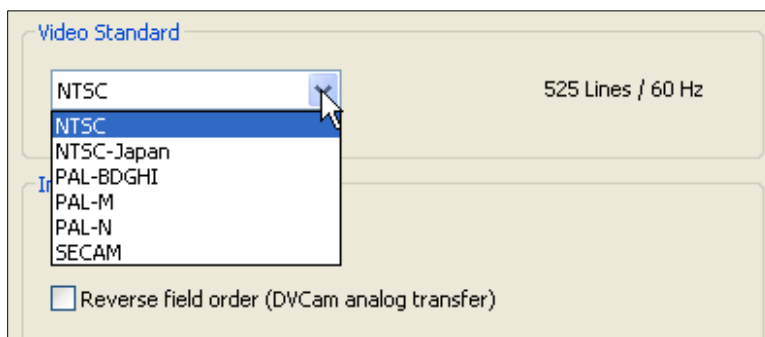 Video Standard
NTSC
525 Lines / 60 Hz
NTSC
NTSC-Japan
PAL-BDGHI
PAL-M
PAL-N
SECAM
Reverse field order (DVCam analog transfer)